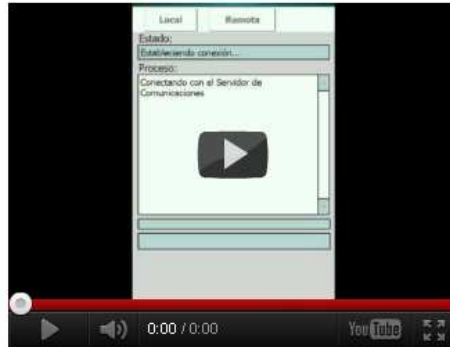 Local Remota
Estado:
Estableciendo conexión...
Proceso:
Conectando con el Servidor de
Comunicaciones
0:00 / 0:00
YouTube